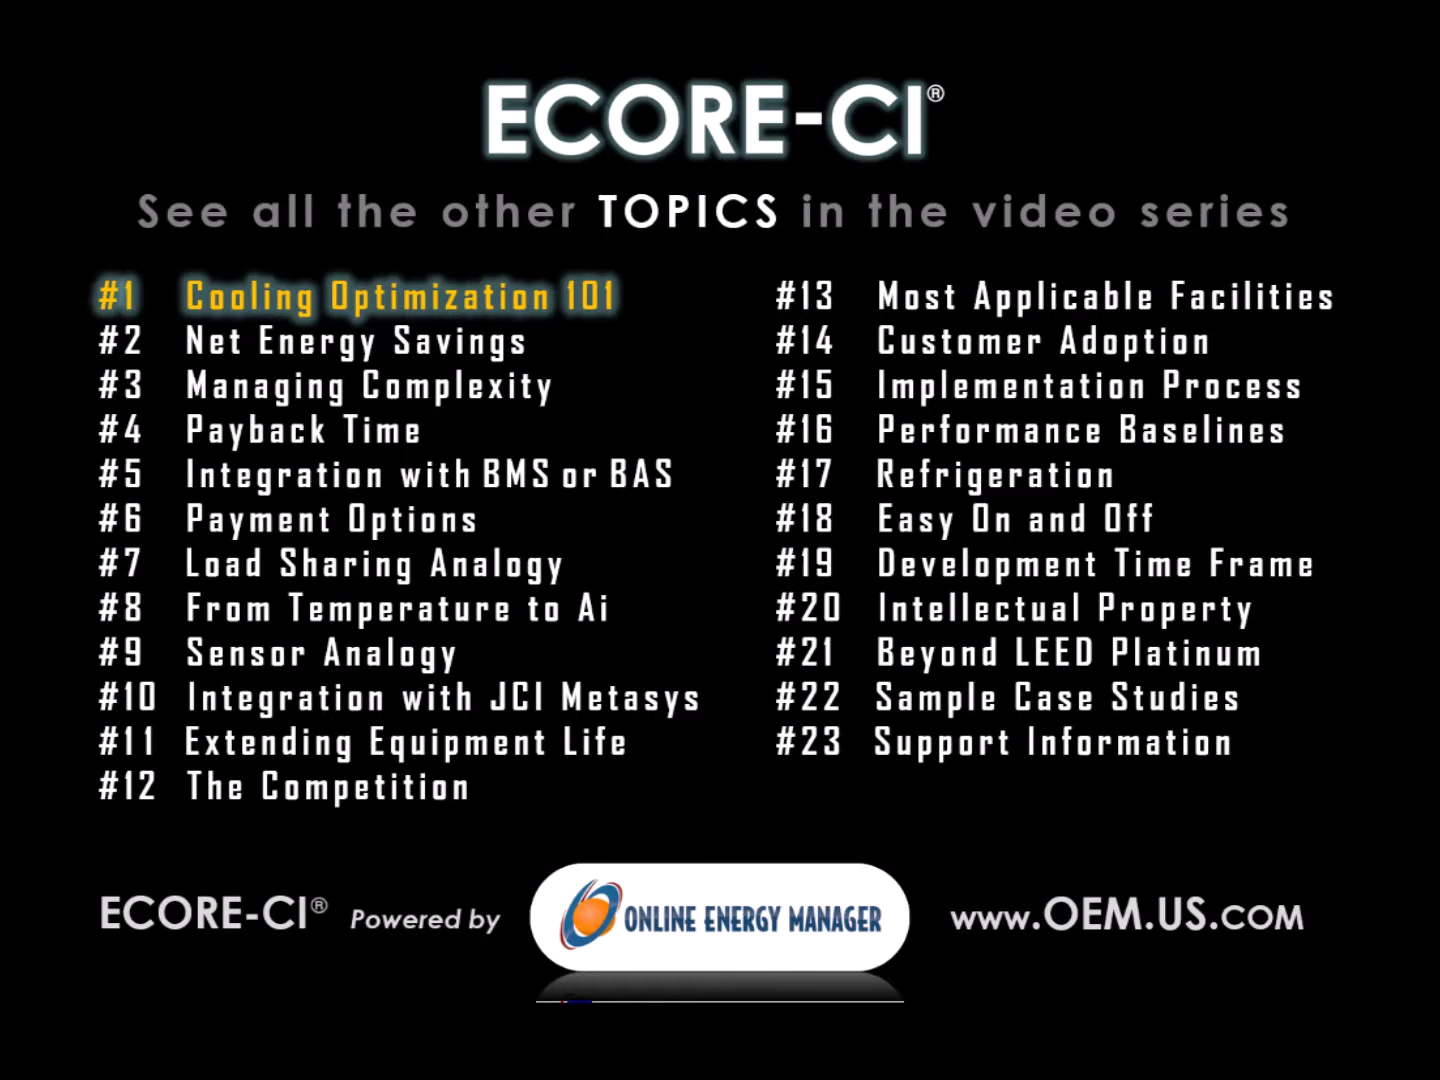 ECORE-CI®
See all the other TOPICS in the video series
#1 Cooling Optimization 101
#2 Net Energy Savings
#3 Managing Complexity
#4 Payback Time
#5 Integration with BMS or BAS
#6 Payment Options
#7 Load Sharing Analogy
#8 From Temperature to Ai
#9 Sensor Analogy
#10 Integration with JCI Metasys
#11 Extending Equipment Life
#12 The Competition
#13 Most Applicable Facilities
#14 Customer Adoption
#15 Implementation Process
#16 Performance Baselines
#17 Refrigeration
#18 Easy On and Off
#19 Development Time Frame
#20 Intellectual Property
#21 Beyond LEED Platinum
#22 Sample Case Studies
#23 Support Information
ECORE-CI® Powered by ONLINE ENERGY MANAGER www.OEM.US.COM